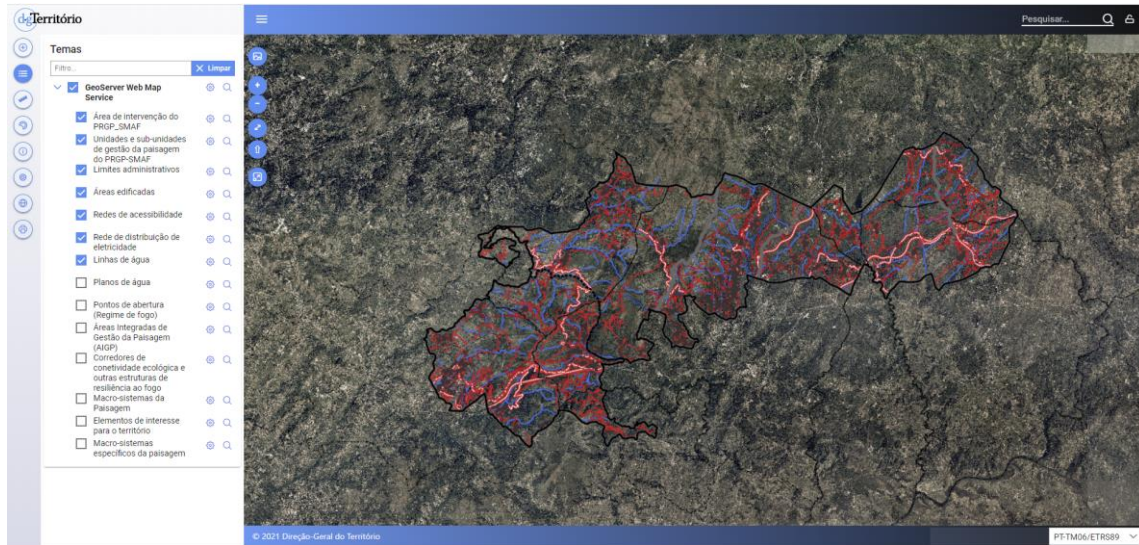 dgTerritório
Pesquisar...
Temas
Filtro...
X Limpar
GeoServer Web Map
Service
Área de intervenção do
PRGP_SMAF
Unidades e sub-unidades
de gestão da paisagem
do PRGP-SMAF
Limites administrativos
Áreas edificadas
Redes de acessibilidade
Rede de distribuição de
eletricidade
Linhas de água
Planos de água
Pontos de abertura
(Regime de fogo)
Áreas Integradas de
Gestão da Paisagem
(AIGP)
Corredores de
conetividade ecológica e
outras estruturas de
resiliência ao fogo
Macro-sistemas da
Paisagem
Elementos de interesse
para o território
Macro-sistemas
específicos da paisagem
© 2021 Direção-Geral do Território
PT-TM06/ETRS89